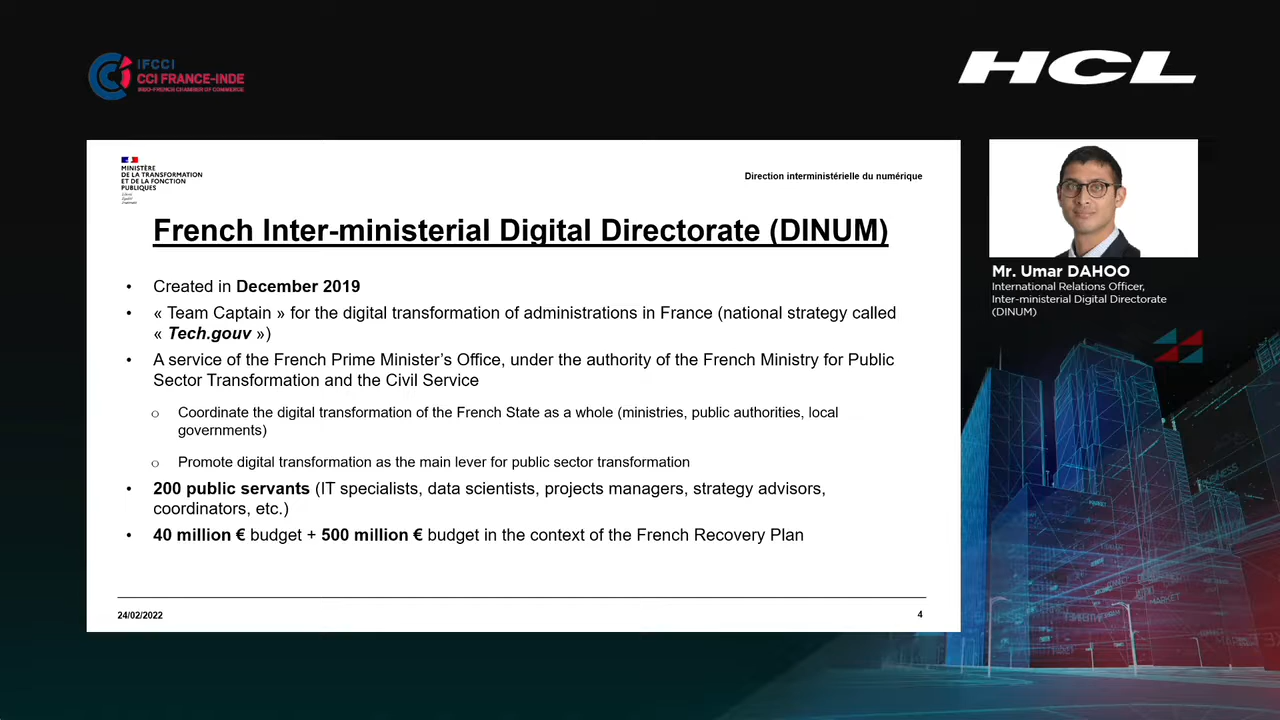 IFCCI
CCI FRANCE-INDE
INDO-FRENCH CHAMBER OF COMMERCE
HCL
MINISTÈRE
DE LA TRANSFORMATION
ET DE LA FONCTION
PUBLIQUES
Liberté
Égalité
Fraternité
Direction interministérielle du numérique
French Inter-ministerial Digital Directorate (DINUM)
• Created in December 2019
• « Team Captain » for the digital transformation of administrations in France (national strategy called
« Tech.gouv »)
• A service of the French Prime Minister’s Office, under the authority of the French Ministry for Public
Sector Transformation and the Civil Service
o Coordinate the digital transformation of the French State as a whole (ministries, public authorities, local
governments)
o Promote digital transformation as the main lever for public sector transformation
• 200 public servants (IT specialists, data scientists, projects managers, strategy advisors,
coordinators, etc.)
• 40 million € budget + 500 million € budget in the context of the French Recovery Plan
24/02/2022
4
Mr. Umar DAHOO
International Relations Officer,
Inter-ministerial Digital Directorate
(DINUM)
MARKET